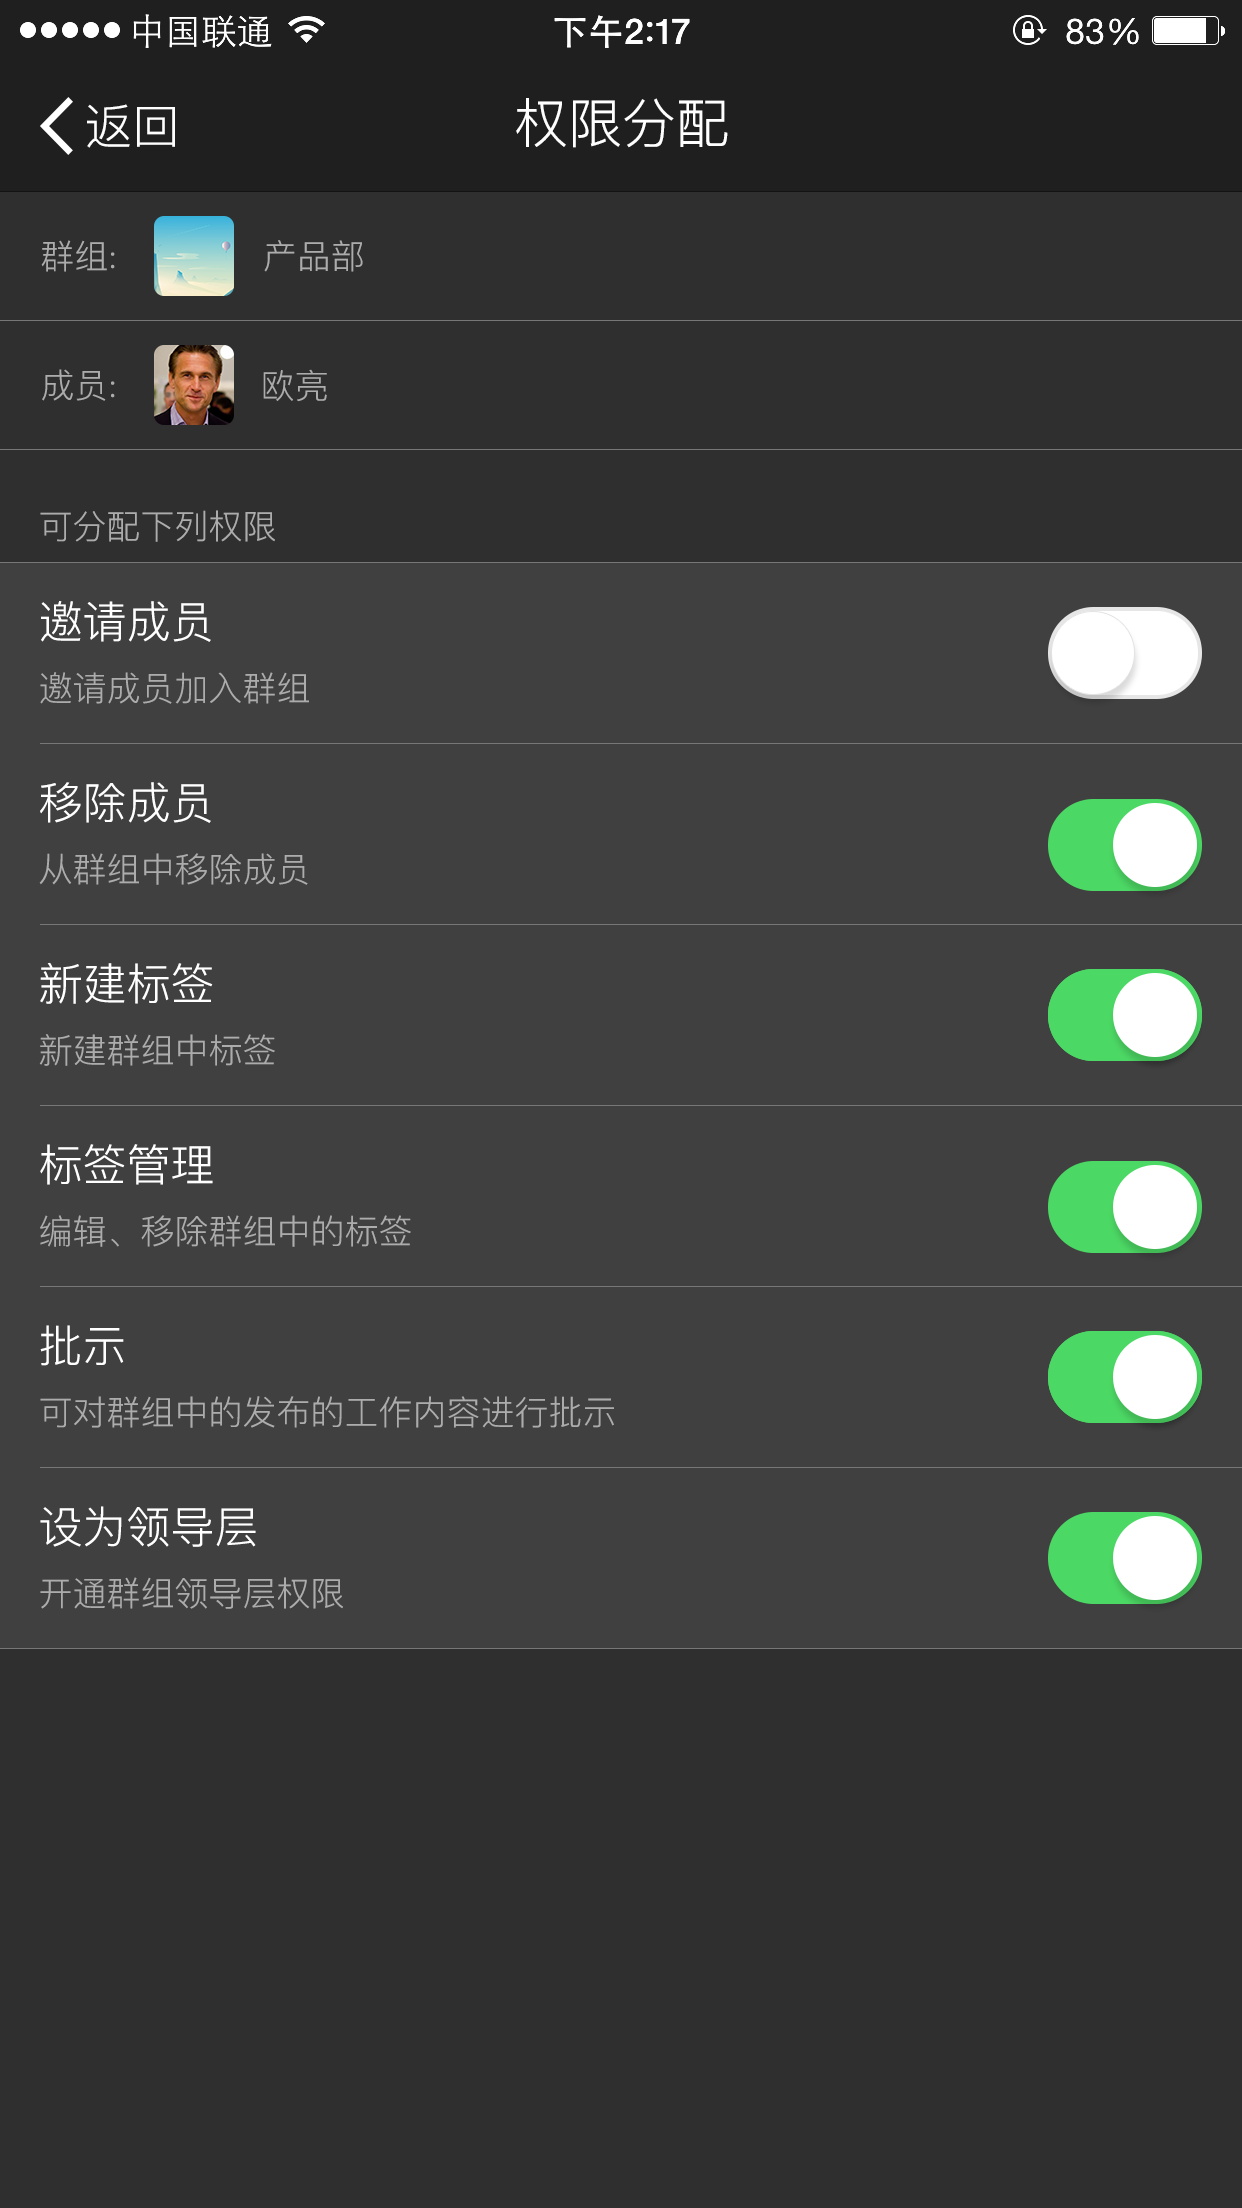 中国联通 下午2:17 83%
返回 权限分配
群组: 产品部
成员: 欧亮
可分配下列权限
邀请成员
邀请成员加入群组
移除成员
从群组中移除成员
新建标签
新建群组中标签
标签管理
编辑、移除群组中的标签
批示
可对群组中的发布的工作内容进行批示
设为领导层
开通群组领导层权限